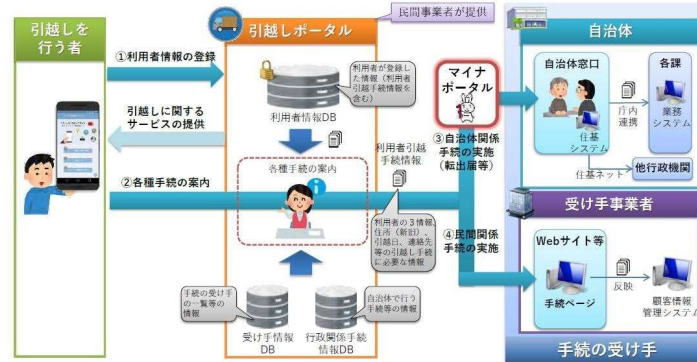 引越しを
行う者
①利用者情報の登録
引越しに関する
サービスの提供
②各種手続の案内
引越しポータル
民間事業者が提供
利用者が登録し
た情報（利用者
引越手続情報を
含む）
利用者情報DB
各種手続の案内
利用者引越
手続情報
利用者の３情報、
住所（新旧）、
引越日、連絡先
等の引越し手続
に必要な情報
手続の受け手
の一覧等の
情報
受け手情報
DB
自治体で行う
手続等の情報
行政関係手続
情報DB
マイナ
ポータル
③自治体関係
手続の実施
（転出届等）
④民間関係
手続の実施
自治体
自治体窓口
住基
システム
庁内
連携
各課
業務
システム
住基ネット
他行政機関
受け手事業者
Webサイト等
手続ページ
反映
顧客情報
管理システム
手続の受け手